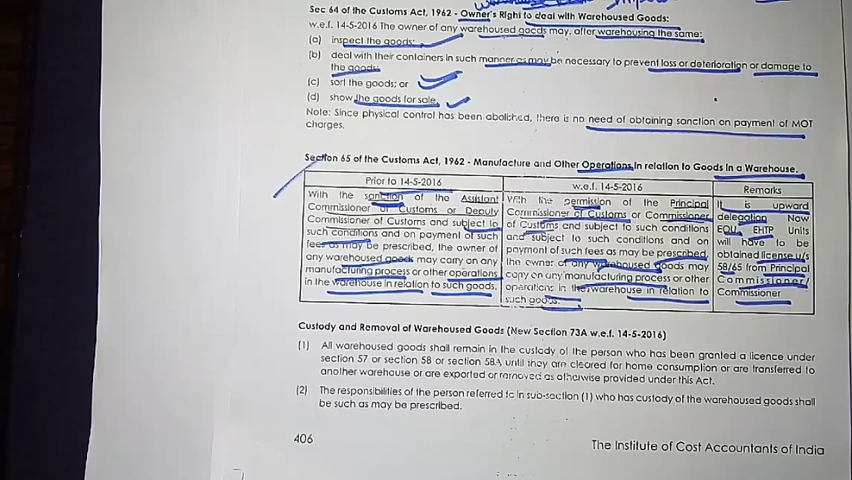 Sec 64 of the Customs Act, 1962 - Owner's Right to deal with Warehoused Goods:
w.e.f. 14-5-2016 The owner of any warehoused goods may, after warehousing the same:
(a) inspect the goods;
(b) deal with their containers in such manner as may be necessary to prevent loss or deterioration or damage to
the goods;
(c) sort the goods; or
(d) show the goods for sale.
Note: Since physical control has been abolished, there is no need of obtaining sanction on payment of MOT
charges.
Section 65 of the Customs Act, 1962 - Manufacture and Other Operations in relation to Goods in a Warehouse.
Prior to 14-5-2016
With the sanction of the Assistant
Commissioner of Customs or Deputy
Commissioner of Customs and subject to
such conditions and on payment of such
fees as may be prescribed, the owner of
any warehoused goods may carry on any
manufacturing process or other operations
in the warehouse in relation to such goods.
w.e.f. 14-5-2016
With the permission of the Principal
Commissioner of Customs or Commissioner
of Customs and subject to such conditions
and subject to such conditions and on
payment of such fees as may be prescribed,
the owner of any warehoused goods may
carry on any manufacturing process or other
operations in the warehouse in relation to
such goods.
Remarks
It is upward
delegation Now
EOU, EHTP Units
will have to be
obtained license u/s
58/65 from Principal
Commissioner/
Commissioner
Custody and Removal of Warehoused Goods (New Section 73A w.e.f. 14-5-2016)
(1) All warehoused goods shall remain in the custody of the person who has been granted a licence under
section 57 or section 58 or section 58A until they are cleared for home consumption or are transferred to
another warehouse or are exported or removed as otherwise provided under this Act.
(2) The responsibilities of the person referred to in sub-section (1) who has custody of the warehoused goods shall
be such as may be prescribed.
406
The Institute of Cost Accountants of India